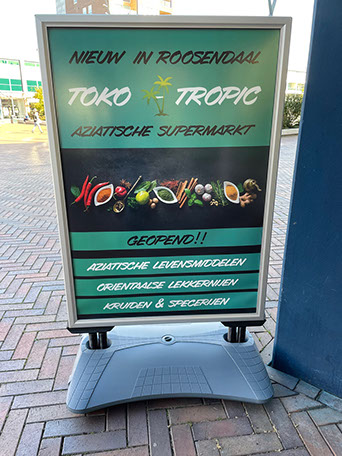 NIEUW IN ROOSENDAAL
TOKO - TROPIC
AZIATISCHE SUPERMARKT
GEOPEND!!
AZIATISCHE LEVENSMIDDELEN
ORIENTAALSE LEKKERNIJEN
KRUIDEN & SPECERIJEN